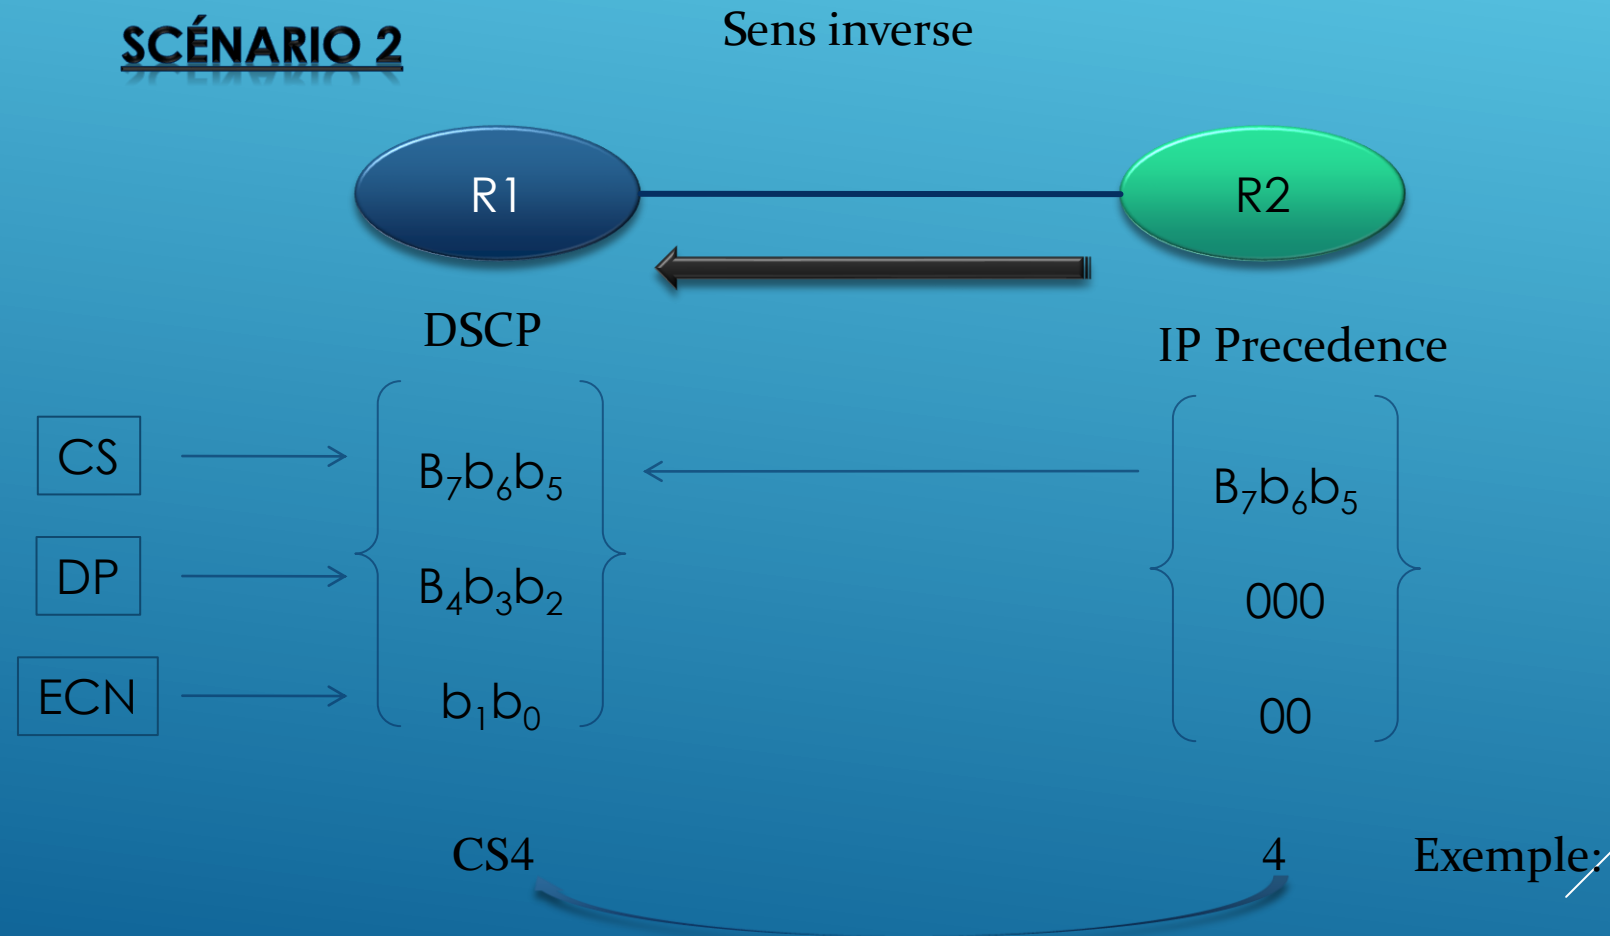 SCÉNARIO 2
Sens inverse
R1
R2
DSCP
IP Precedence
CS
B₇b₆b₅
B₇b₆b₅
DP
B₄b₃b₂
000
ECN
b₁b₀
00
CS4
4
Exemple: